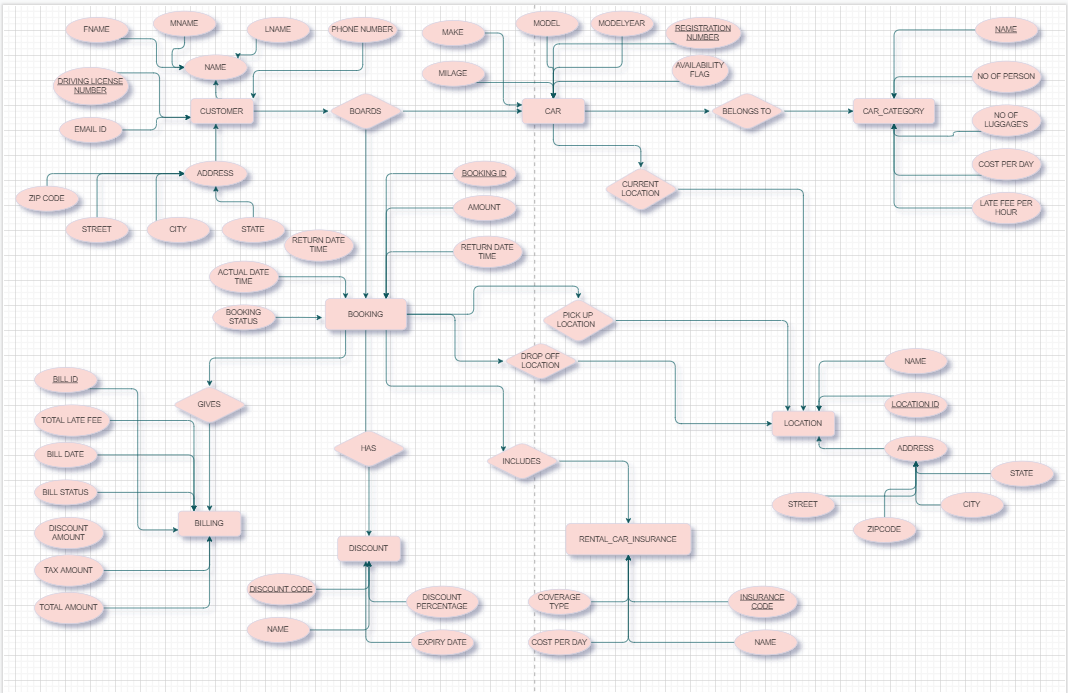 FNAME
MNAME
LNAME
PHONE NUMBER
MAKE
MODEL
MODELYEAR
REGISTRATION
NUMBER
NAME
NAME
MILAGE
AVAILABILITY
FLAG
NO OF PERSON
DRIVING LICENSE
NUMBER
CUSTOMER
BOARDS
CAR
BELONGS TO
CAR_CATEGORY
NO OF
LUGGAGE'S
EMAIL ID
ADDRESS
BOOKING ID
CURRENT
LOCATION
COST PER DAY
ZIP CODE
AMOUNT
LATE FEE PER
HOUR
STREET
CITY
STATE
RETURN DATE
TIME
RETURN DATE
TIME
ACTUAL DATE
TIME
BOOKING
STATUS
BOOKING
PICK UP
LOCATION
DROP OFF
LOCATION
NAME
BILL ID
GIVES
LOCATION ID
TOTAL LATE FEE
LOCATION
HAS
ADDRESS
BILL DATE
INCLUDES
STATE
BILL STATUS
STREET
CITY
ZIPCODE
BILLING
DISCOUNT
AMOUNT
DISCOUNT
RENTAL_CAR_INSURANCE
TAX AMOUNT
DISCOUNT CODE
DISCOUNT
PERCENTAGE
COVERAGE
TYPE
INSURANCE
CODE
TOTAL AMOUNT
NAME
EXPIRY DATE
COST PER DAY
NAME